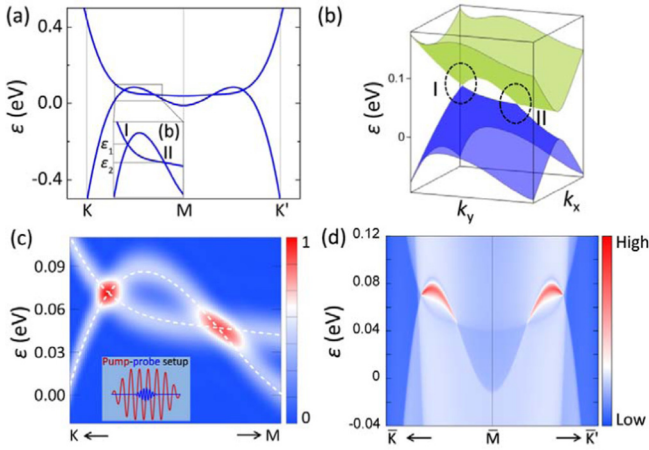 (a)
ε (eV)
0.4
0.0
-0.4
K
M
K'
I
(b)
II
ε₁
ε₂
(b)
ε (eV)
0.1
0
I
II
k_y
k_x
(c)
ε (eV)
0.09
0.06
0.03
0.00
K ←
→ M
Pump-probe setup
1
0
(d)
ε (eV)
0.12
0.08
0.04
0
-0.04
K̅ ←
M̅
→ K̅'
High
Low